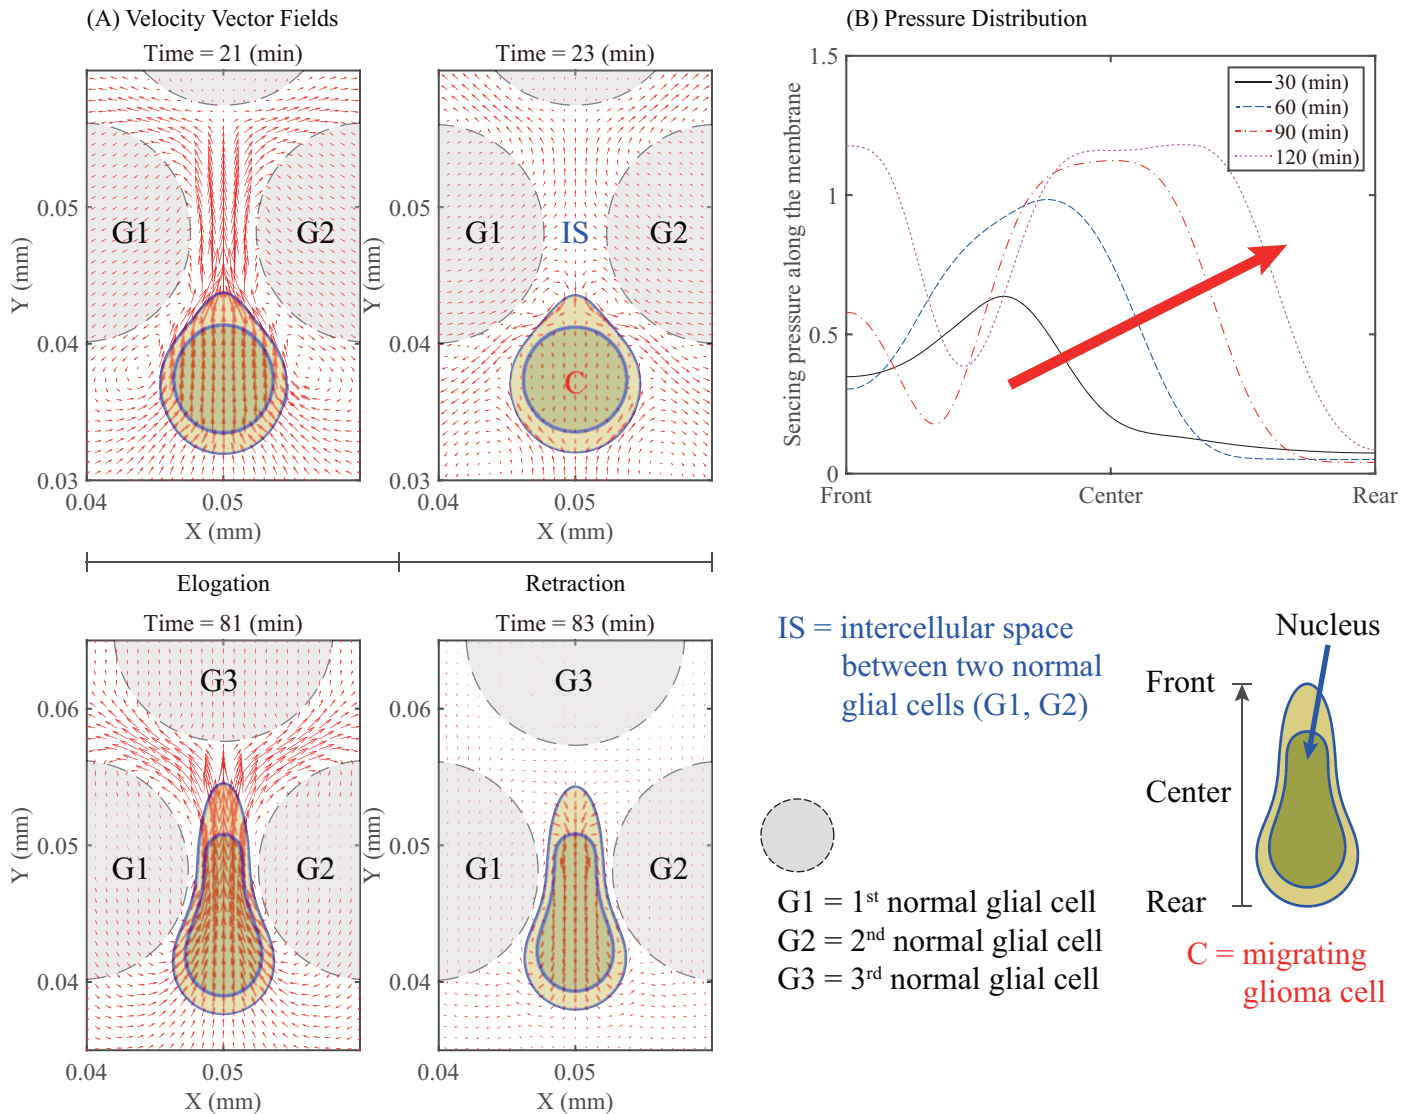 (A) Velocity Vector Fields
Time = 21 (min)
Time = 23 (min)
0.05
0.04
0.03
0.04
0.05
Y (mm)
X (mm)
G1
G2
0.05
0.04
0.03
0.04
0.05
Y (mm)
X (mm)
G1
IS
G2
C
Elogation
Retraction
Time = 81 (min)
Time = 83 (min)
0.06
0.05
0.04
0.04
0.05
Y (mm)
X (mm)
G3
G1
G2
0.06
0.05
0.04
0.04
0.05
Y (mm)
X (mm)
G3
G1
G2
(B) Pressure Distribution
1.5
1
0.5
0
Sencing pressure along the membrane
Front
Center
Rear
30 (min)
60 (min)
90 (min)
120 (min)
IS = intercellular space
between two normal
glial cells (G1, G2)
G1 = 1st normal glial cell
G2 = 2nd normal glial cell
G3 = 3rd normal glial cell
Nucleus
Front
Center
Rear
C = migrating
glioma cell